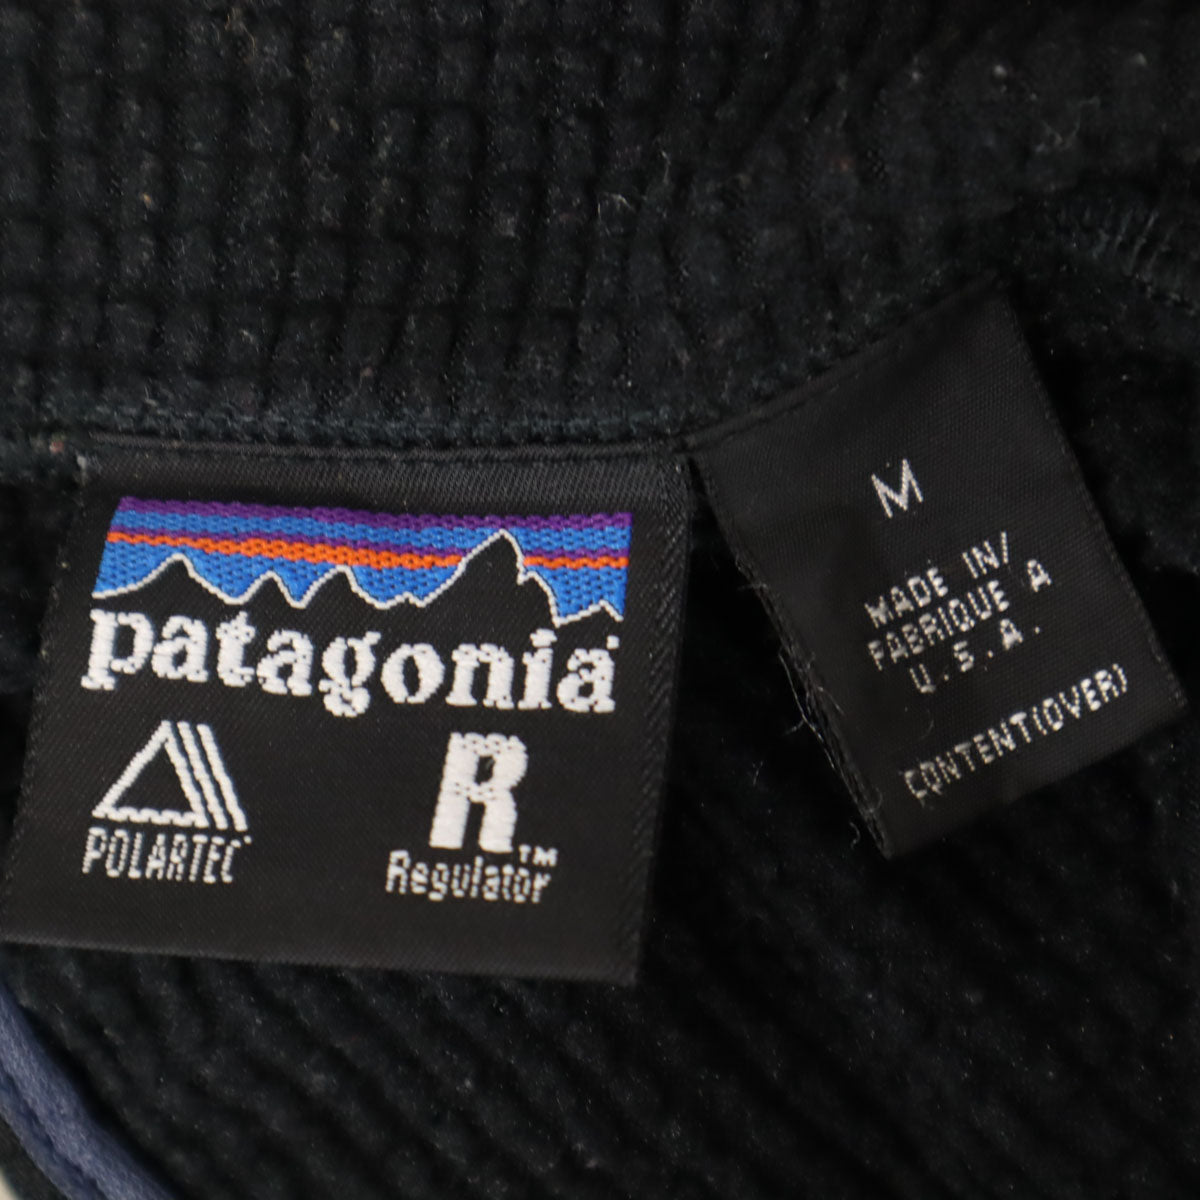 patagonia
POLARTEC
R
Regulator™
M
MADE IN/
FABRIQUE A
U.S.A.
CONTENT(OVER)